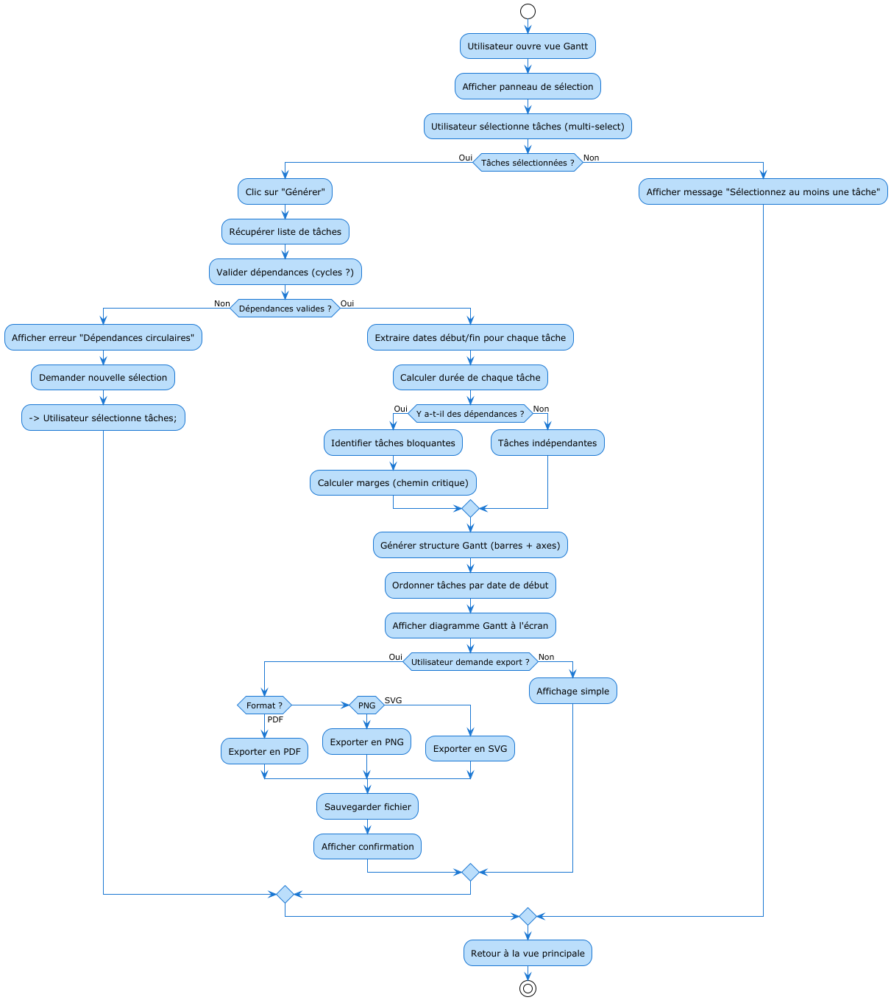 Utilisateur ouvre vue Gantt
Afficher panneau de sélection
Utilisateur sélectionne tâches (multi-select)
Oui
Tâches sélectionnées ?
Non
Clic sur "Générer"
Afficher message "Sélectionnez au moins une tâche"
Récupérer liste de tâches
Valider dépendances (cycles ?)
Non
Dépendances valides ?
Oui
Afficher erreur "Dépendances circulaires"
Extraire dates début/fin pour chaque tâche
Demander nouvelle sélection
Calculer durée de chaque tâche
-> Utilisateur sélectionne tâches;
Oui
Y a-t-il des dépendances ?
Non
Identifier tâches bloquantes
Tâches indépendantes
Calculer marges (chemin critique)
Générer structure Gantt (barres + axes)
Ordonner tâches par date de début
Afficher diagramme Gantt à l'écran
Oui
Utilisateur demande export ?
Non
Affichage simple
Format ?
PNG
SVG
PDF
Exporter en PDF
Exporter en PNG
Exporter en SVG
Sauvegarder fichier
Afficher confirmation
Retour à la vue principale